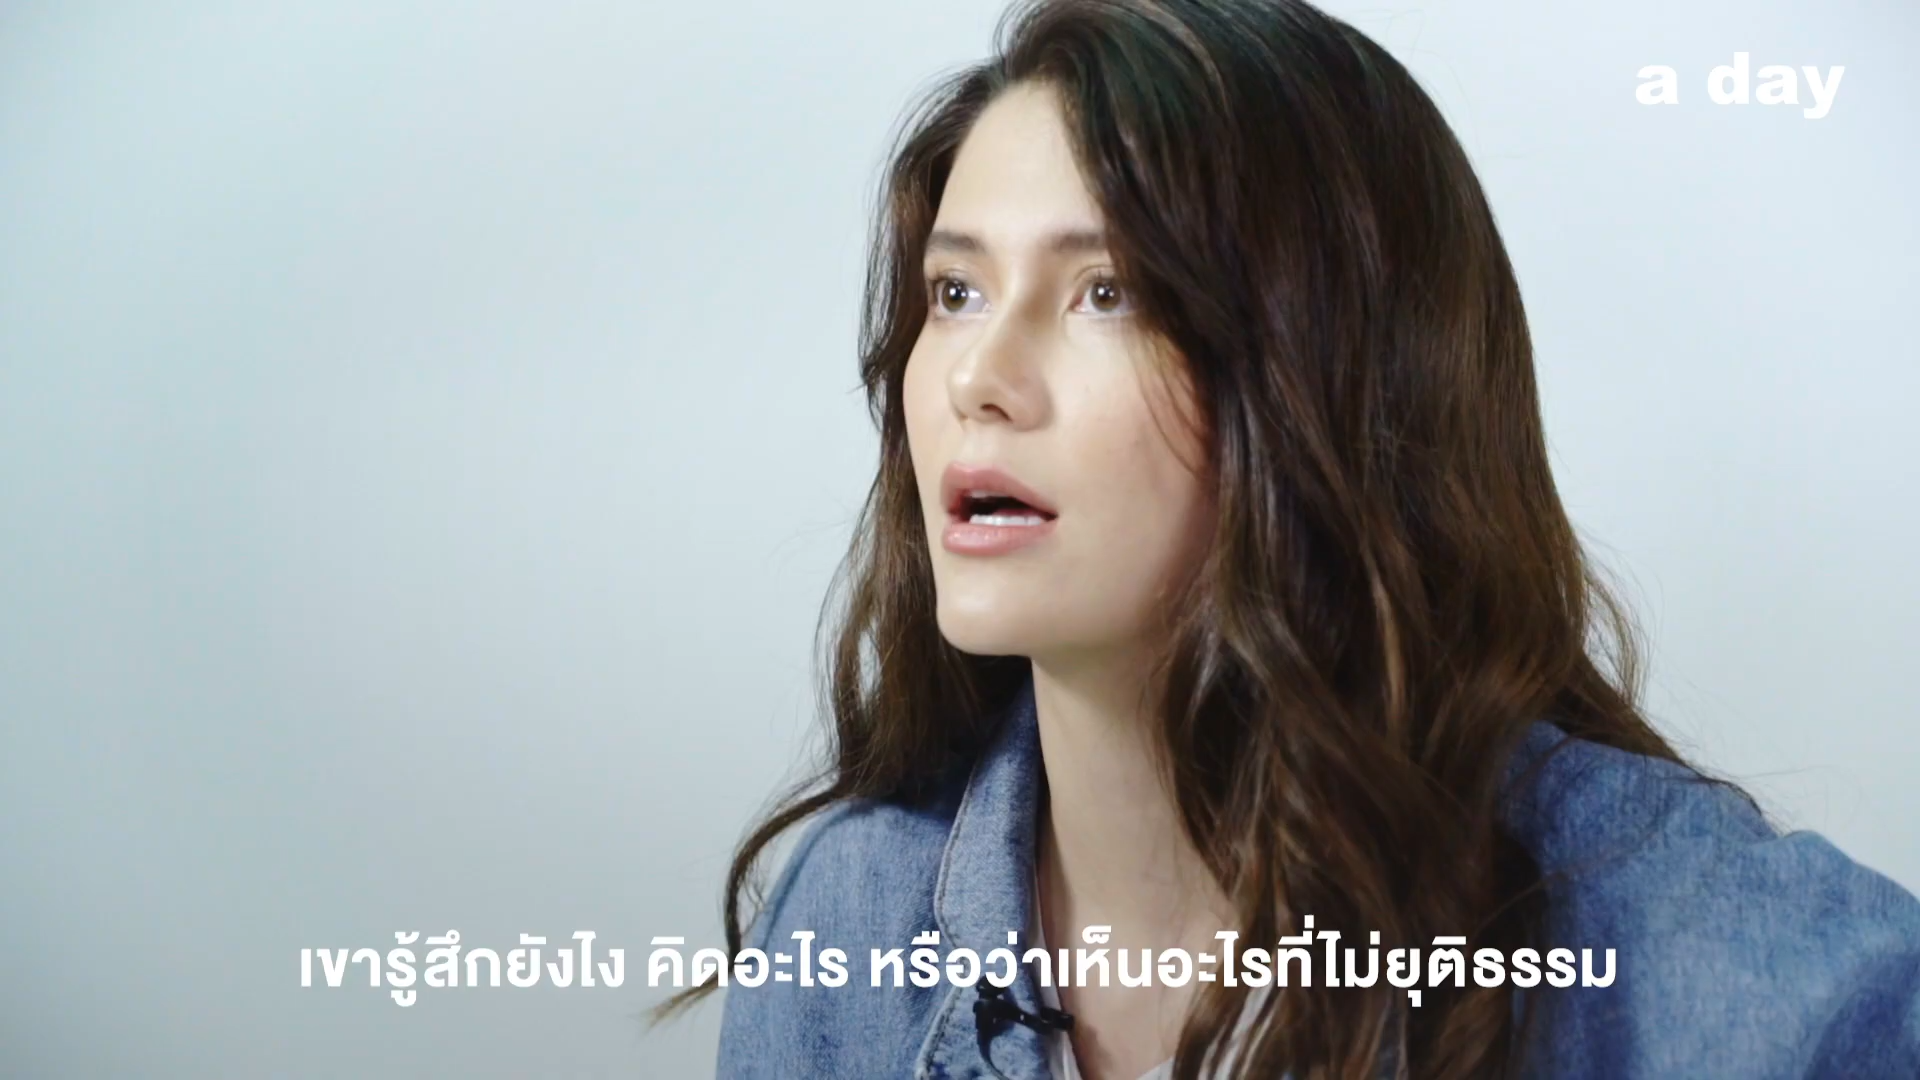 a day
เขารู้สึกยังไง คิดอะไร หรือว่าเห็นอะไรที่ไม่ยุติธรรม